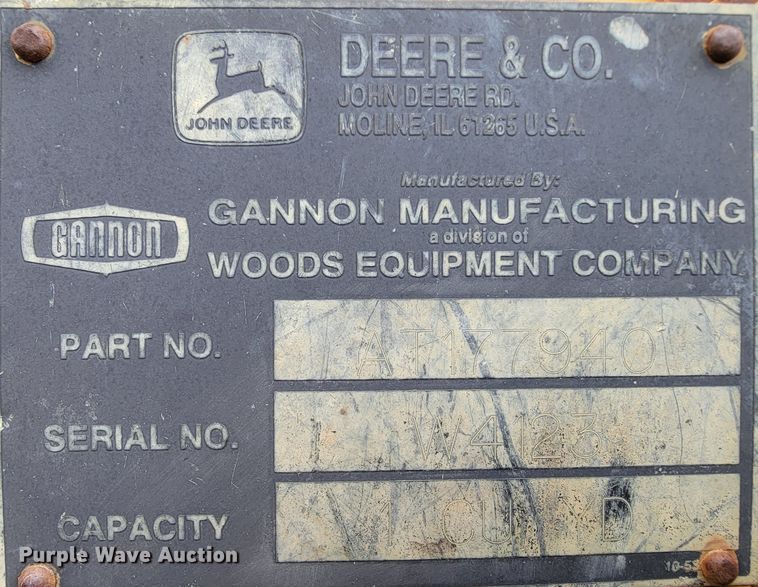 JOHN DEERE
DEERE & CO.
JOHN DEERE RD.
MOLINE, IL 61265 U.S.A.
Manufactured By:
GANNON
GANNON MANUFACTURING
a division of
WOODS EQUIPMENT COMPANY
PART NO. AT177940
SERIAL NO. W4123
CAPACITY 1 CU D
Purple Wave Auction